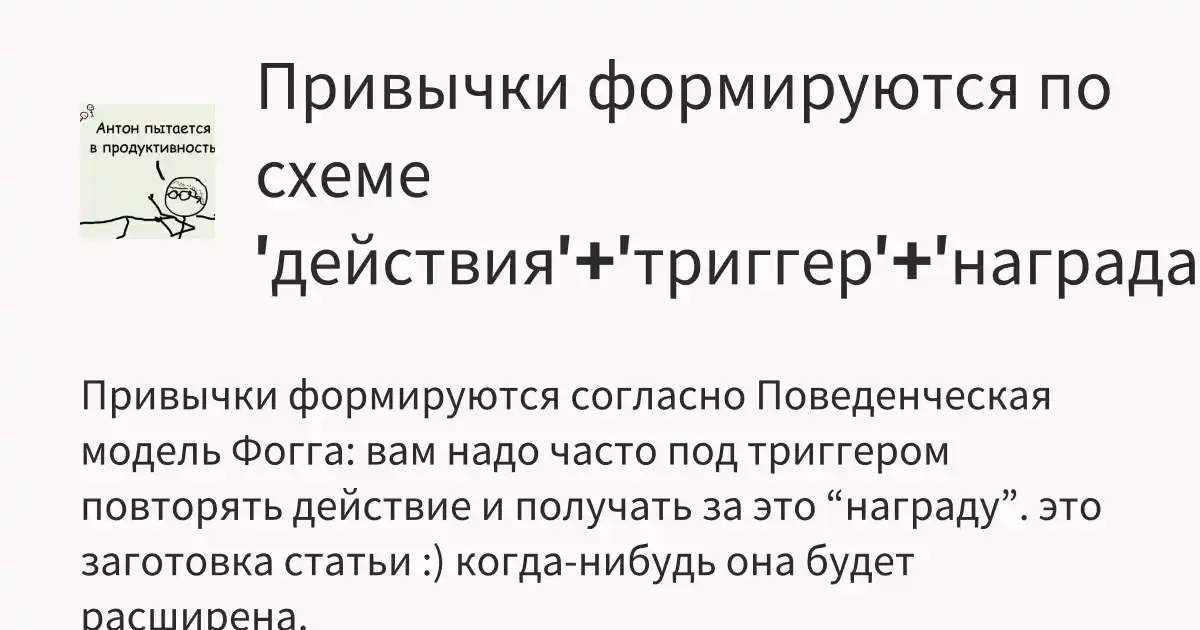 Антон пытается
в продуктивность
Привычки формируются по
схеме
'действия'+'триггер'+'награда
Привычки формируются согласно Поведенческая
модель Фогга: вам надо часто под триггером
повторять действие и получать за это “награду”. это
заготовка статьи :) когда-нибудь она будет
расширена.